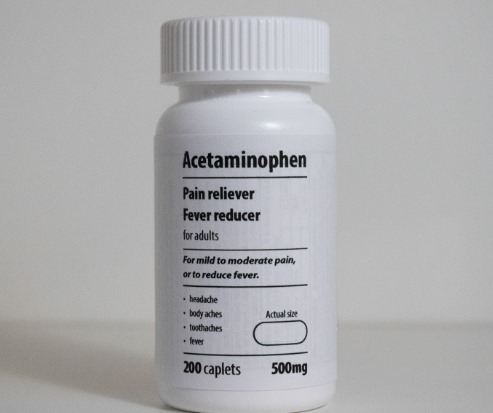 Acetaminophen
Pain reliever
Fever reducer
for adults
For mild to moderate pain,
or to reduce fever.
• headache
• body aches
• toothaches
• fever
Actual size
200 caplets 500mg